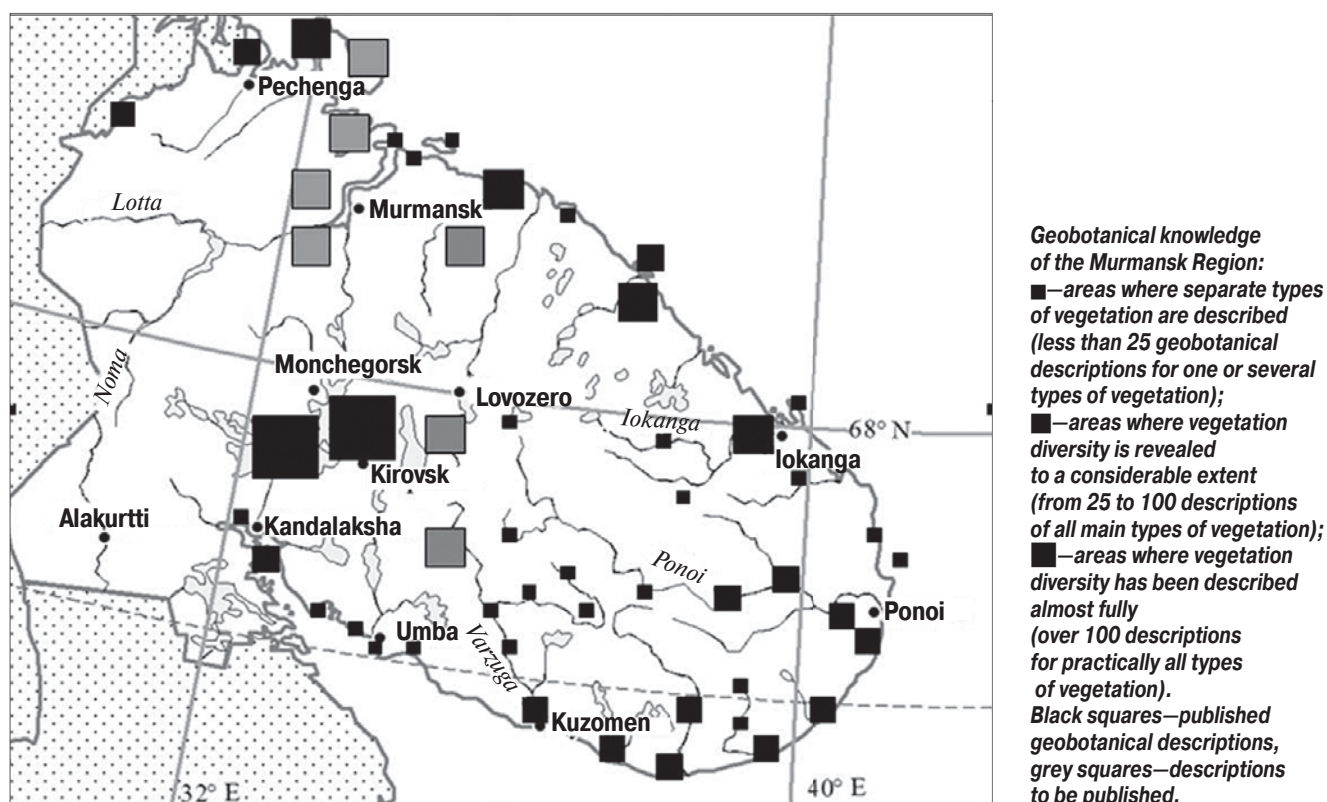 Pechenga
Lotta
Murmansk
Noma
Monchegorsk
Lovozero
Iokanga
68° N
Iokanga
Kirovsk
Alakurtti
Kandalaksha
Ponoi
Ponoi
Umba
Varzuga
Kuzomen
32° E
40° E
Geobotanical knowledge
of the Murmansk Region:
—areas where separate types
of vegetation are described
(less than 25 geobotanical
descriptions for one or several
types of vegetation);
—areas where vegetation
diversity is revealed
to a considerable extent
(from 25 to 100 descriptions
of all main types of vegetation);
—areas where vegetation
diversity has been described
almost fully
(over 100 descriptions
for practically all types
of vegetation).
Black squares—published
geobotanical descriptions,
grey squares—descriptions
to be published.